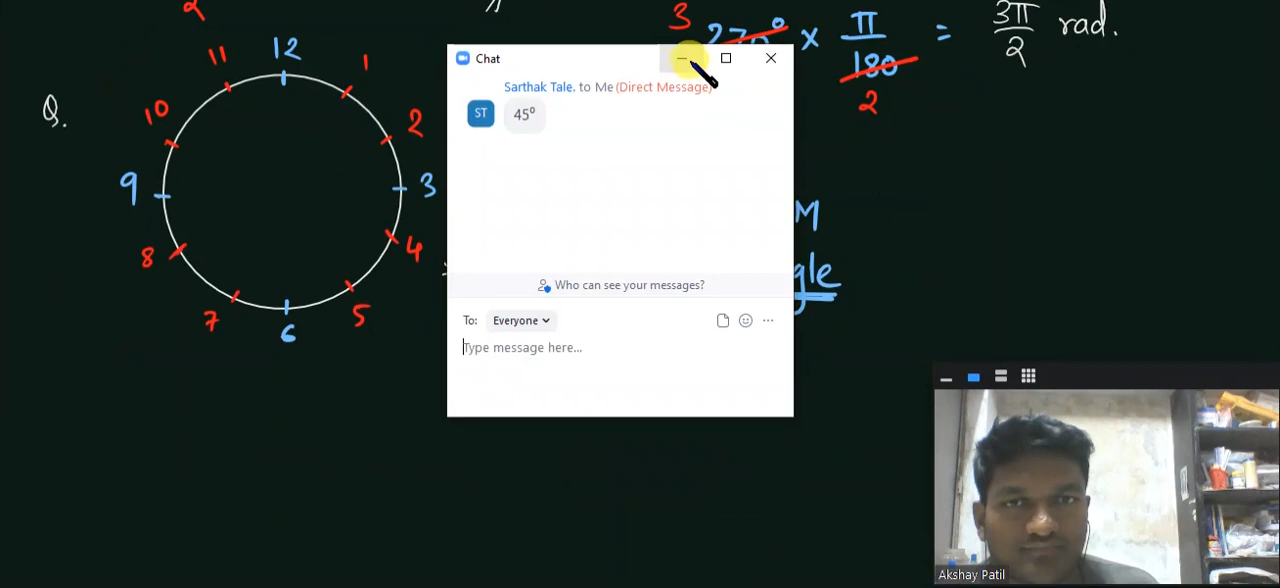 3
270° × π/180 = 3π/2 rad.
2
Q.
12
1
2
3
4
5
6
7
8
9
10
11
M
gle
Chat
Sarthak Tale. to Me (Direct Message)
ST
45°
Who can see your messages?
To: Everyone
Type message here...
Akshay Patil